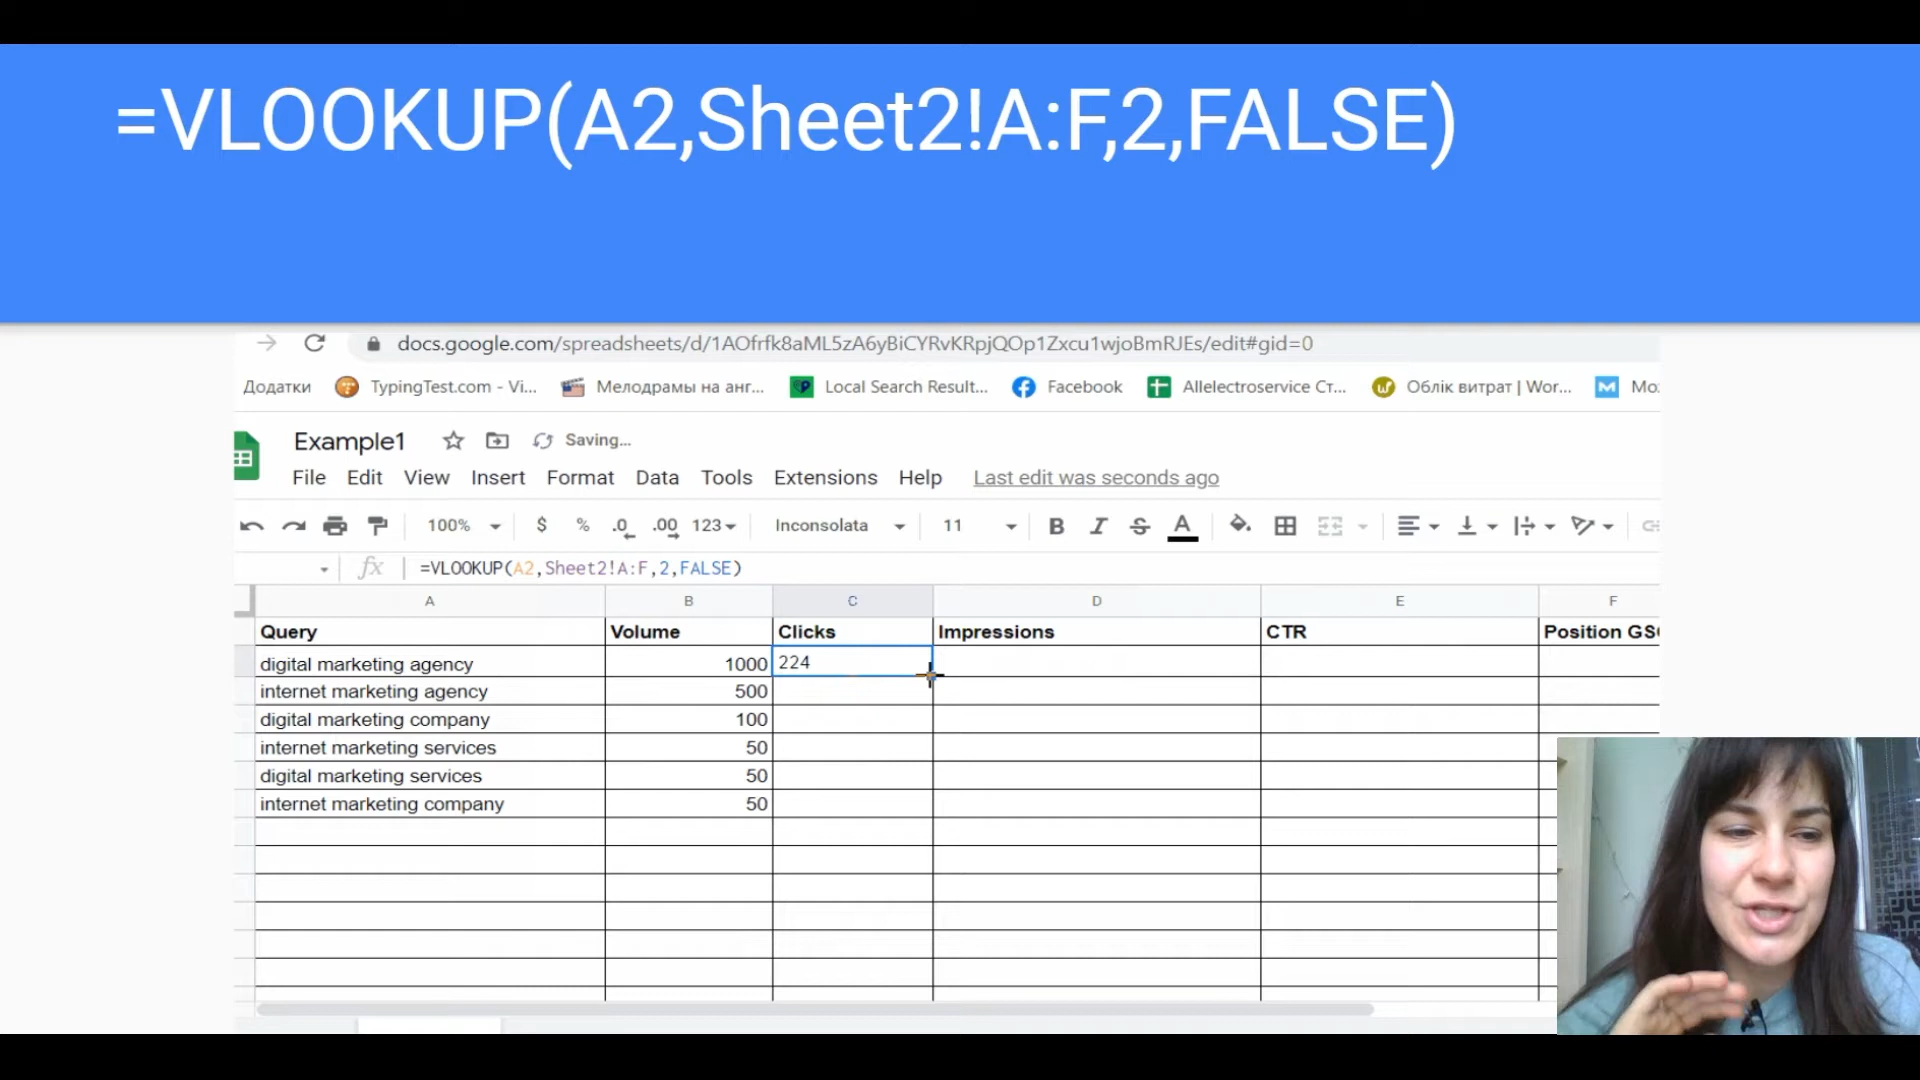 =VLOOKUP(A2,Sheet2!A:F,2,FALSE)
docs.google.com/spreadsheets/d/1AOfrfk8aML5zA6yBiCYRvKRpjQOp1Zxcu1wjoBmRJEs/edit#gid=0
Додатки TypingTest.com - Vi... Мелодрамы на анг... Local Search Result... Facebook Allelectroservice Ст... Облік витрат | Wor... Мо
Example1 Saving...
File Edit View Insert Format Data Tools Extensions Help Last edit was seconds ago
100% $ % .0 .00 123 Inconsolata 11 B I S A
fx =VLOOKUP(A2,Sheet2!A:F,2,FALSE)
A B C D E F
Query Volume Clicks Impressions CTR Position GS
digital marketing agency 1000 224
internet marketing agency 500
digital marketing company 100
internet marketing services 50
digital marketing services 50
internet marketing company 50